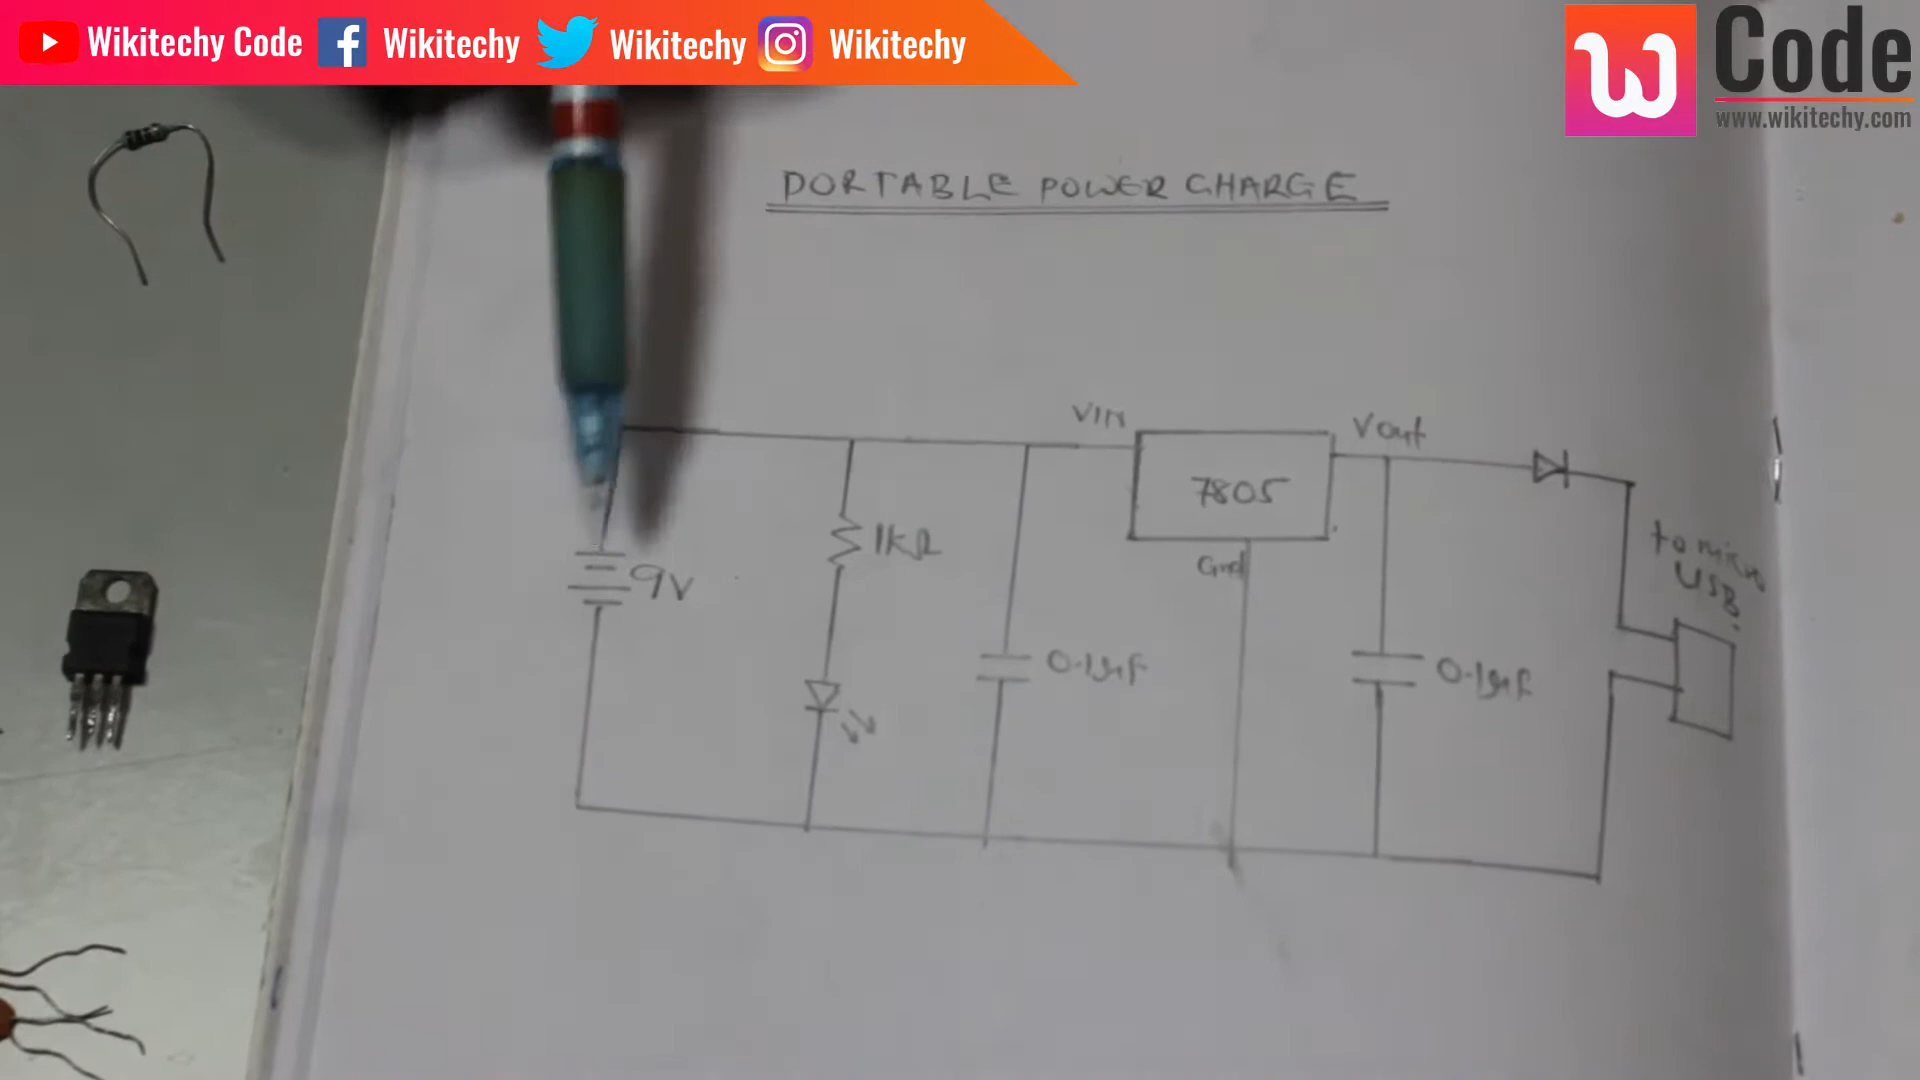 Wikitechy Code Wikitechy Wikitechy Wikitechy
W Code
www.wikitechy.com
PORTABLE POWER CHARGE
VIN
Vout
7805
Gnd
1kΩ
9V
0.1μF
0.1μF
to micro
USB.